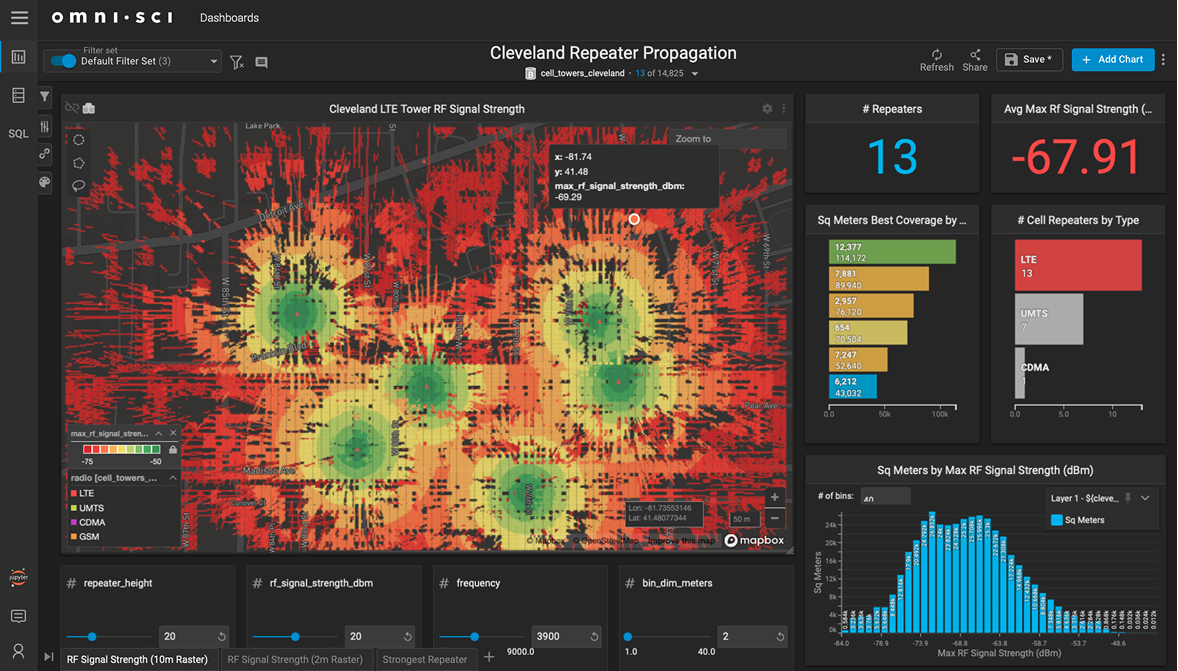 omni·sci
Dashboards
Filter set
Default Filter Set (3)
Cleveland Repeater Propagation
cell_towers_cleveland · 13 of 14,825
Refresh
Share
Save *
+ Add Chart
SQL
jupyter
Cleveland LTE Tower RF Signal Strength
Lake Park
Zoom to
x: -81.74
y: 41.48
max_rf_signal_strength_dbm:
-69.29
Detroit Ave
W 85th St
W 69th St
Franklin Blvd
Bear Ave
Madison Ave
W 87th St
max_rf_signal_stren...
-75
-50
radio [cell_towers_...
LTE
UMTS
CDMA
GSM
Lon: -81.73553146
Lat: 41.48077344
50 m
© Mapbox © OpenStreetMap Improve this map
mapbox
# Repeaters
13
Avg Max Rf Signal Strength (...
-67.91
Sq Meters Best Coverage by ...
12,377
114,172
7,881
89,940
2,957
76,120
654
70,504
7,247
52,640
6,212
43,032
0.0
50k
100k
# Cell Repeaters by Type
LTE
13
UMTS
7
CDMA
1
0.0
5.0
10
Sq Meters by Max RF Signal Strength (dBm)
# of bins:
40
Layer 1 - ${cleve...
Sq Meters
24k
20k
16k
12k
8k
4k
0k
Sq Meters
-84.0
-78.9
-73.9
-68.8
-63.8
-58.7
-53.7
-48.6
Max RF Signal Strength (dBm)
# repeater_height
20
# rf_signal_strength_dbm
20
# frequency
3900
9000.0
# bin_dim_meters
2
1.0
40.0
RF Signal Strength (10m Raster)
RF Signal Strength (2m Raster)
Strongest Repeater